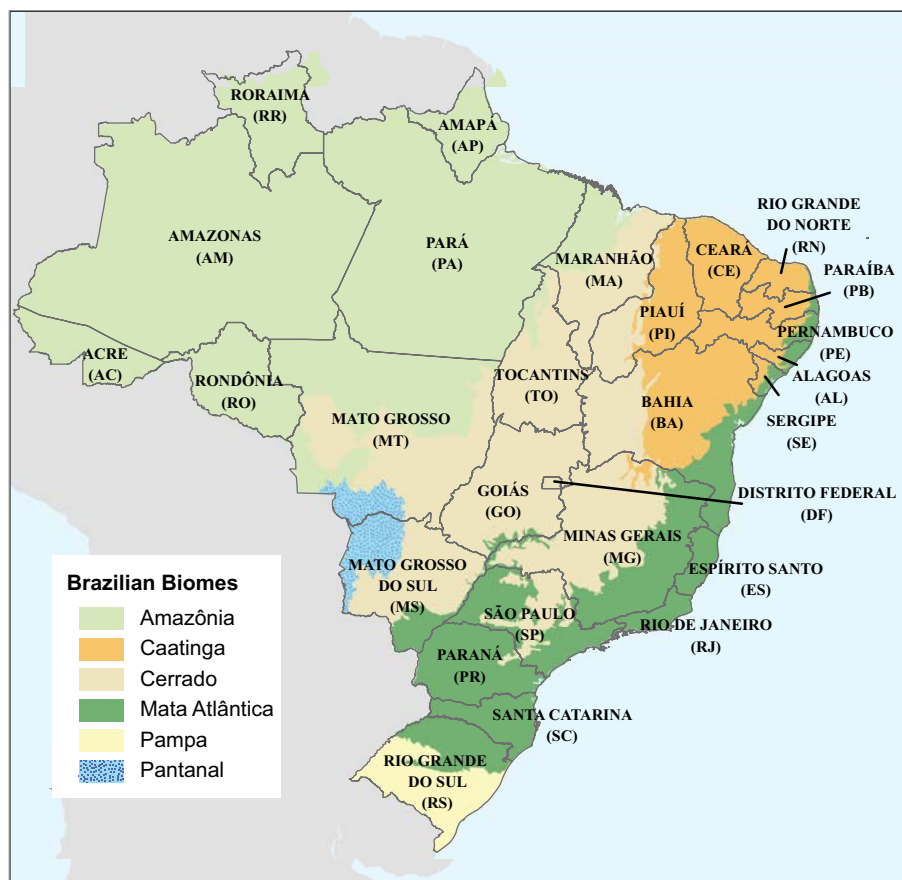 RORAIMA
(RR)
AMAPÁ
(AP)
AMAZONAS
(AM)
PARÁ
(PA)
MARANHÃO
(MA)
CEARÁ
(CE)
RIO GRANDE
DO NORTE
(RN)
PARAÍBA
(PB)
PIAUÍ
(PI)
PERNAMBUCO
(PE)
ACRE
(AC)
RONDÔNIA
(RO)
TOCANTINS
(TO)
ALAGOAS
(AL)
MATO GROSSO
(MT)
BAHIA
(BA)
SERGIPE
(SE)
GOIÁS
(GO)
DISTRITO FEDERAL
(DF)
MINAS GERAIS
(MG)
MATO GROSSO
DO SUL
(MS)
ESPÍRITO SANTO
(ES)
SÃO PAULO
(SP)
RIO DE JANEIRO
(RJ)
PARANÁ
(PR)
SANTA CATARINA
(SC)
RIO GRANDE
DO SUL
(RS)
Brazilian Biomes
Amazônia
Caatinga
Cerrado
Mata Atlântica
Pampa
Pantanal